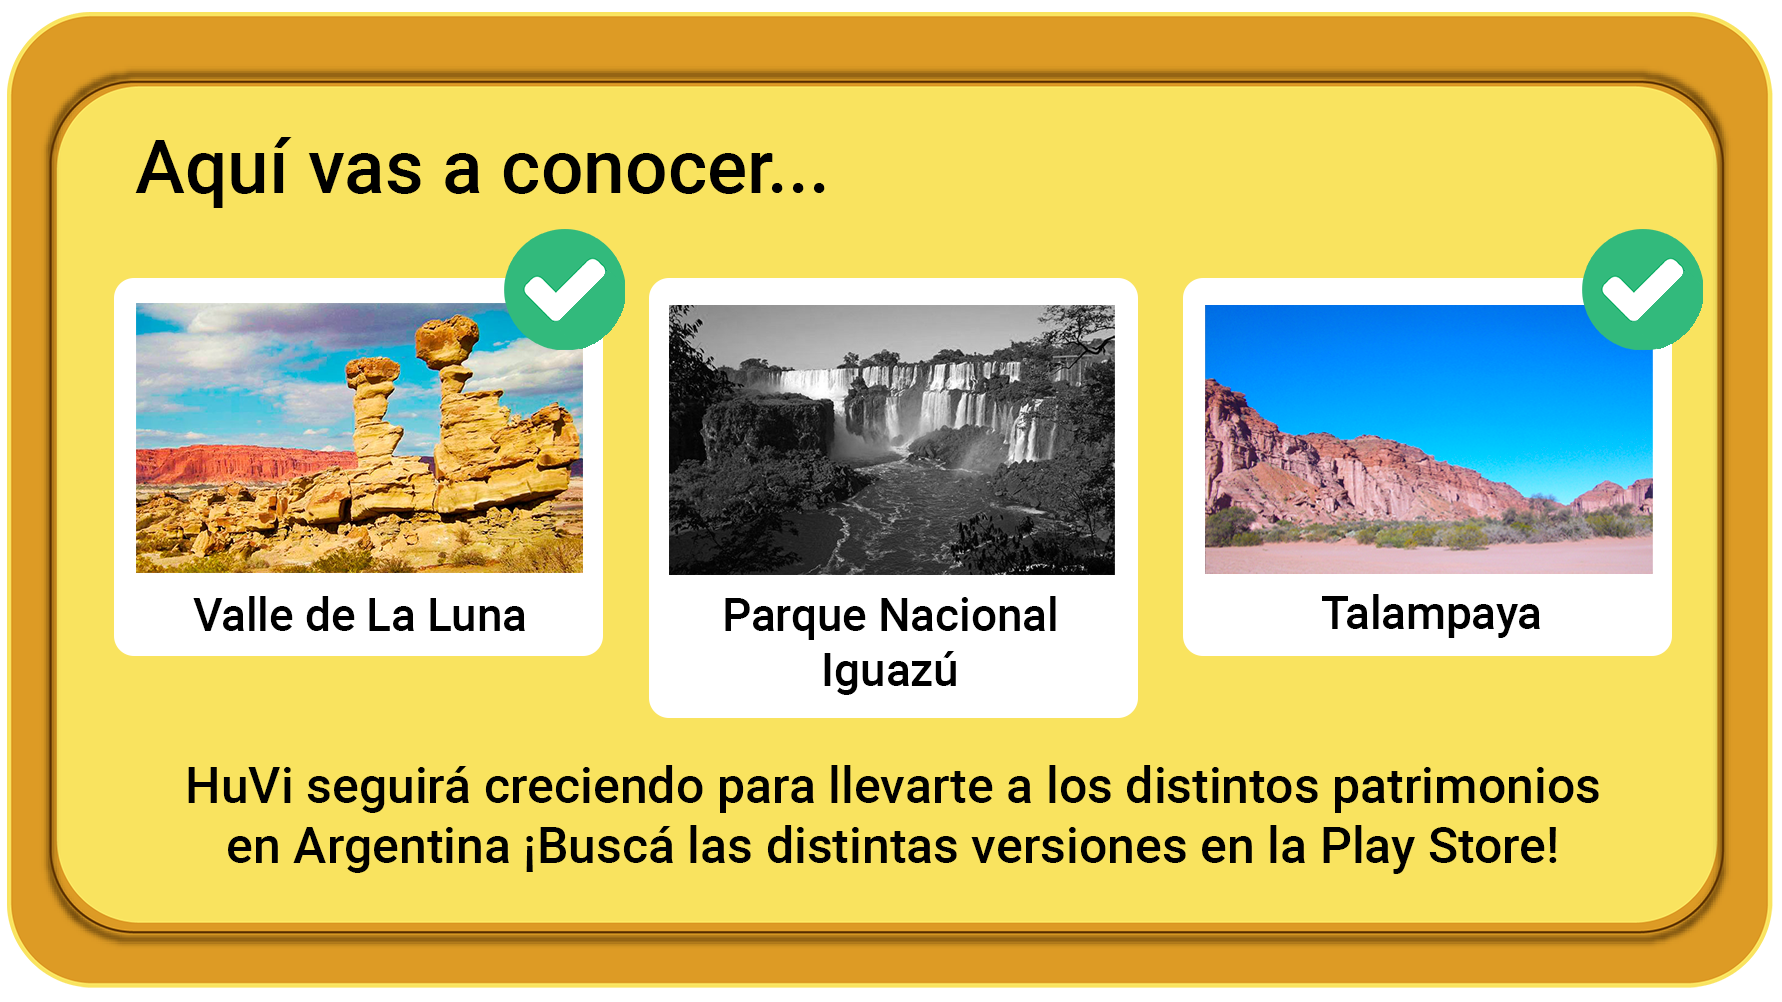 Aquí vas a conocer...
Valle de La Luna
Parque Nacional
Iguazú
Talampaya
HuVi seguirá creciendo para llevarte a los distintos patrimonios
en Argentina ¡Buscá las distintas versiones en la Play Store!